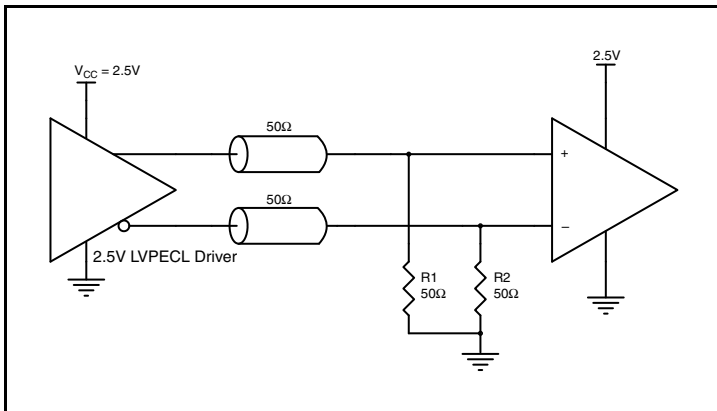 V_CC = 2.5V
2.5V
50Ω
+
50Ω
−
2.5V LVPECL Driver
R1
50Ω
R2
50Ω